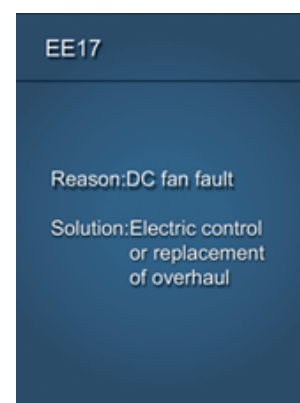 EE17
Reason:DC fan fault
Solution:Electric control
or replacement
of overhaul